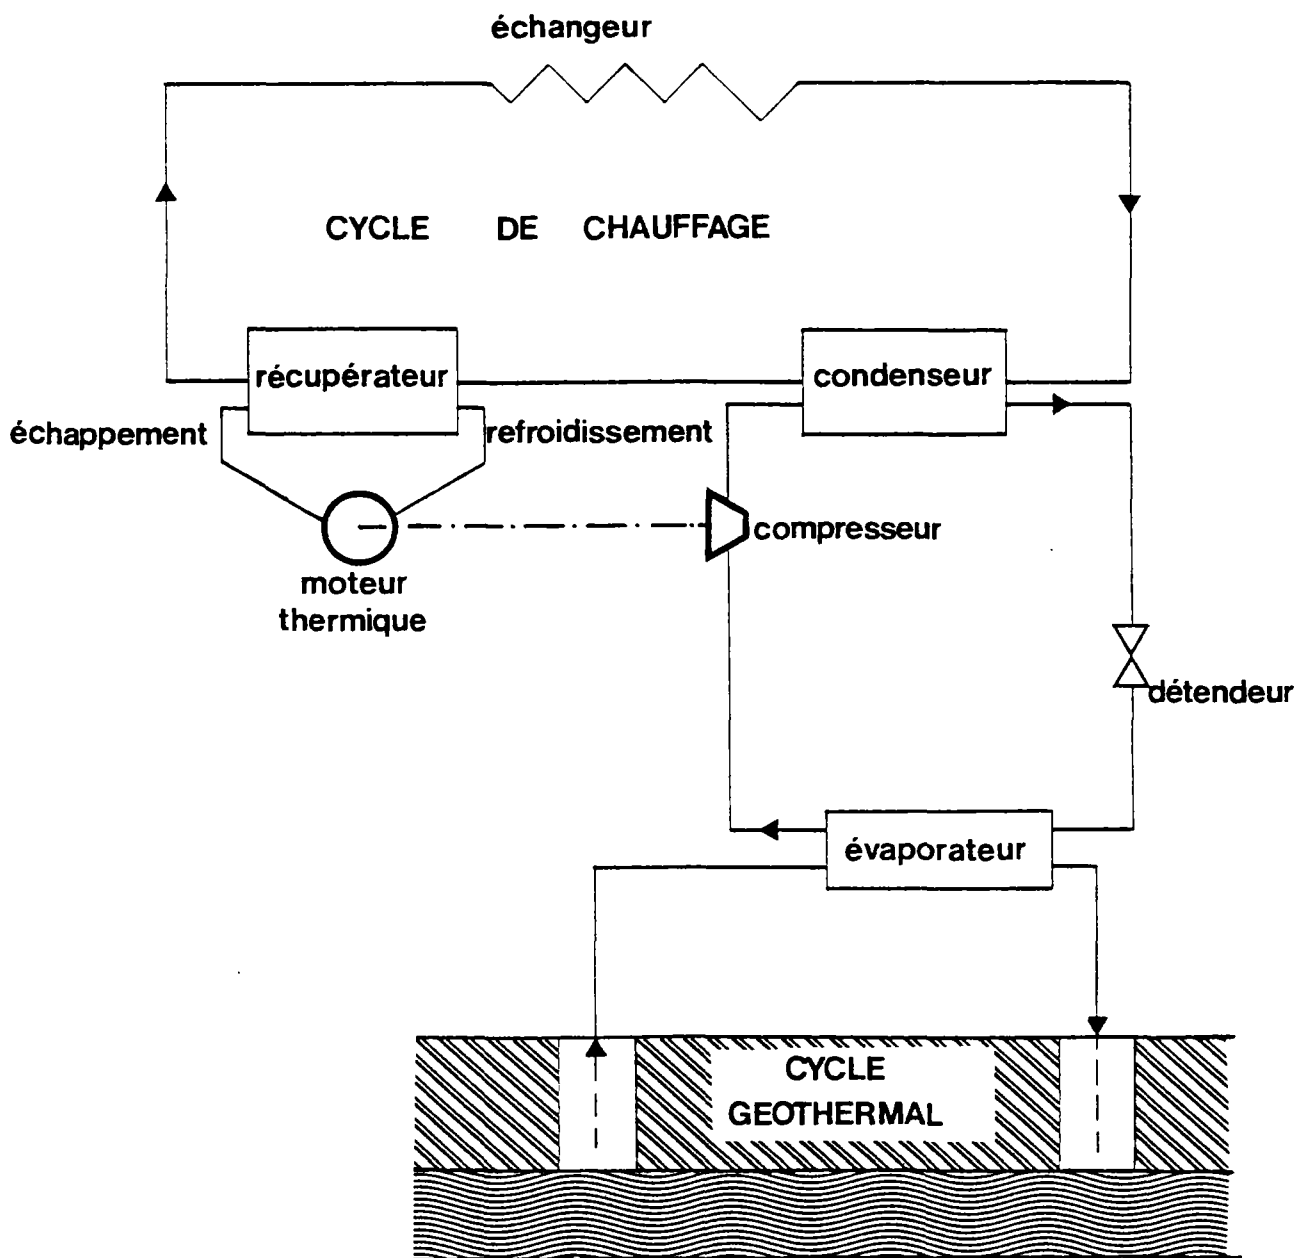 échangeur
CYCLE DE CHAUFFAGE
récupérateur
condenseur
échappement
refroidissement
compresseur
moteur
thermique
détendeur
évaporateur
CYCLE
GEOTHERMAL